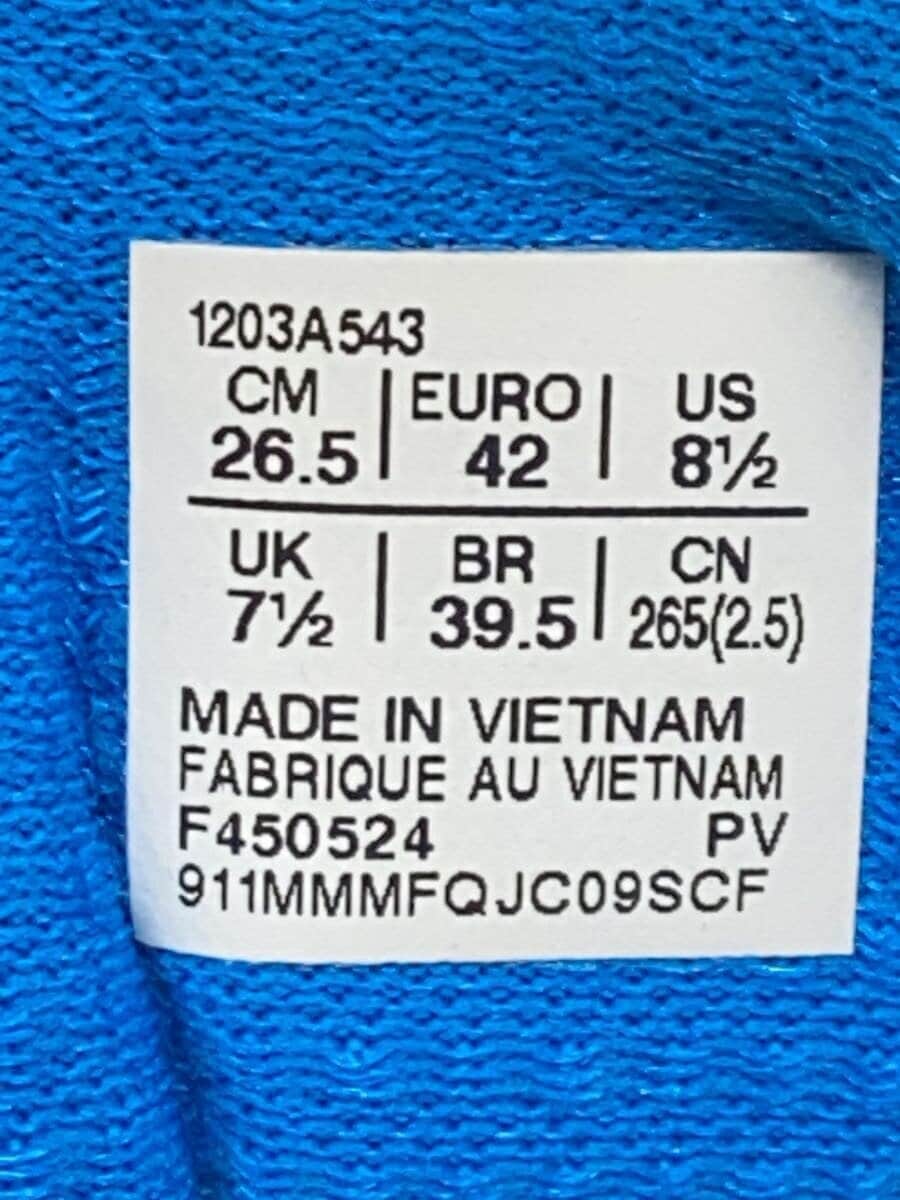 1203A543
CM | EURO | US
26.5 | 42 | 8½
UK | BR | CN
7½ | 39.5 | 265(2.5)
MADE IN VIETNAM
FABRIQUE AU VIETNAM
F450524 PV
911MMMFQJC09SCF